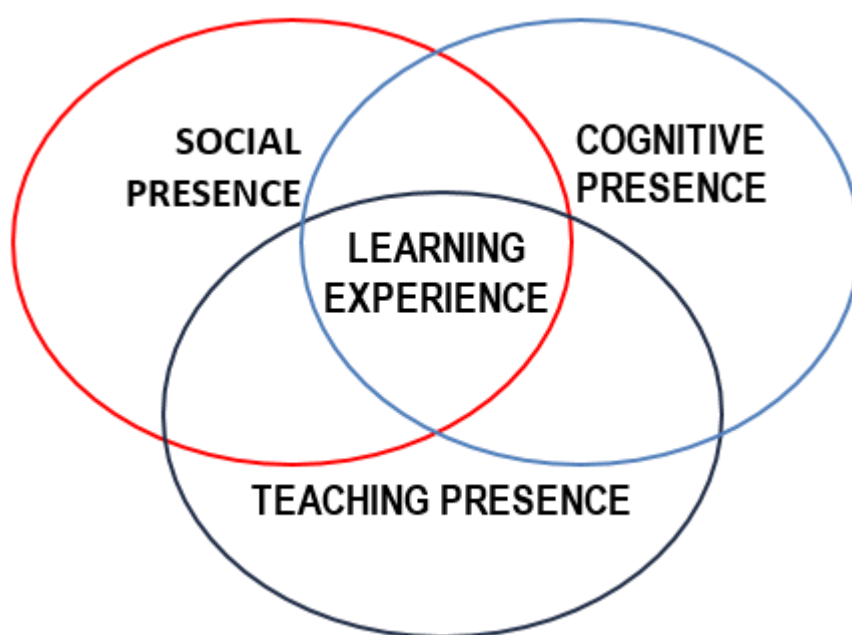 SOCIAL
PRESENCE
COGNITIVE
PRESENCE
LEARNING
EXPERIENCE
TEACHING PRESENCE